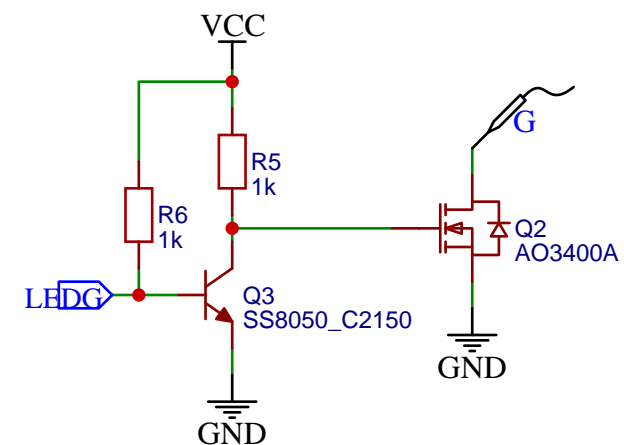 VCC
G
R5
1k
R6
1k
Q2
AO3400A
LEDG
Q3
SS8050_C2150
GND
GND